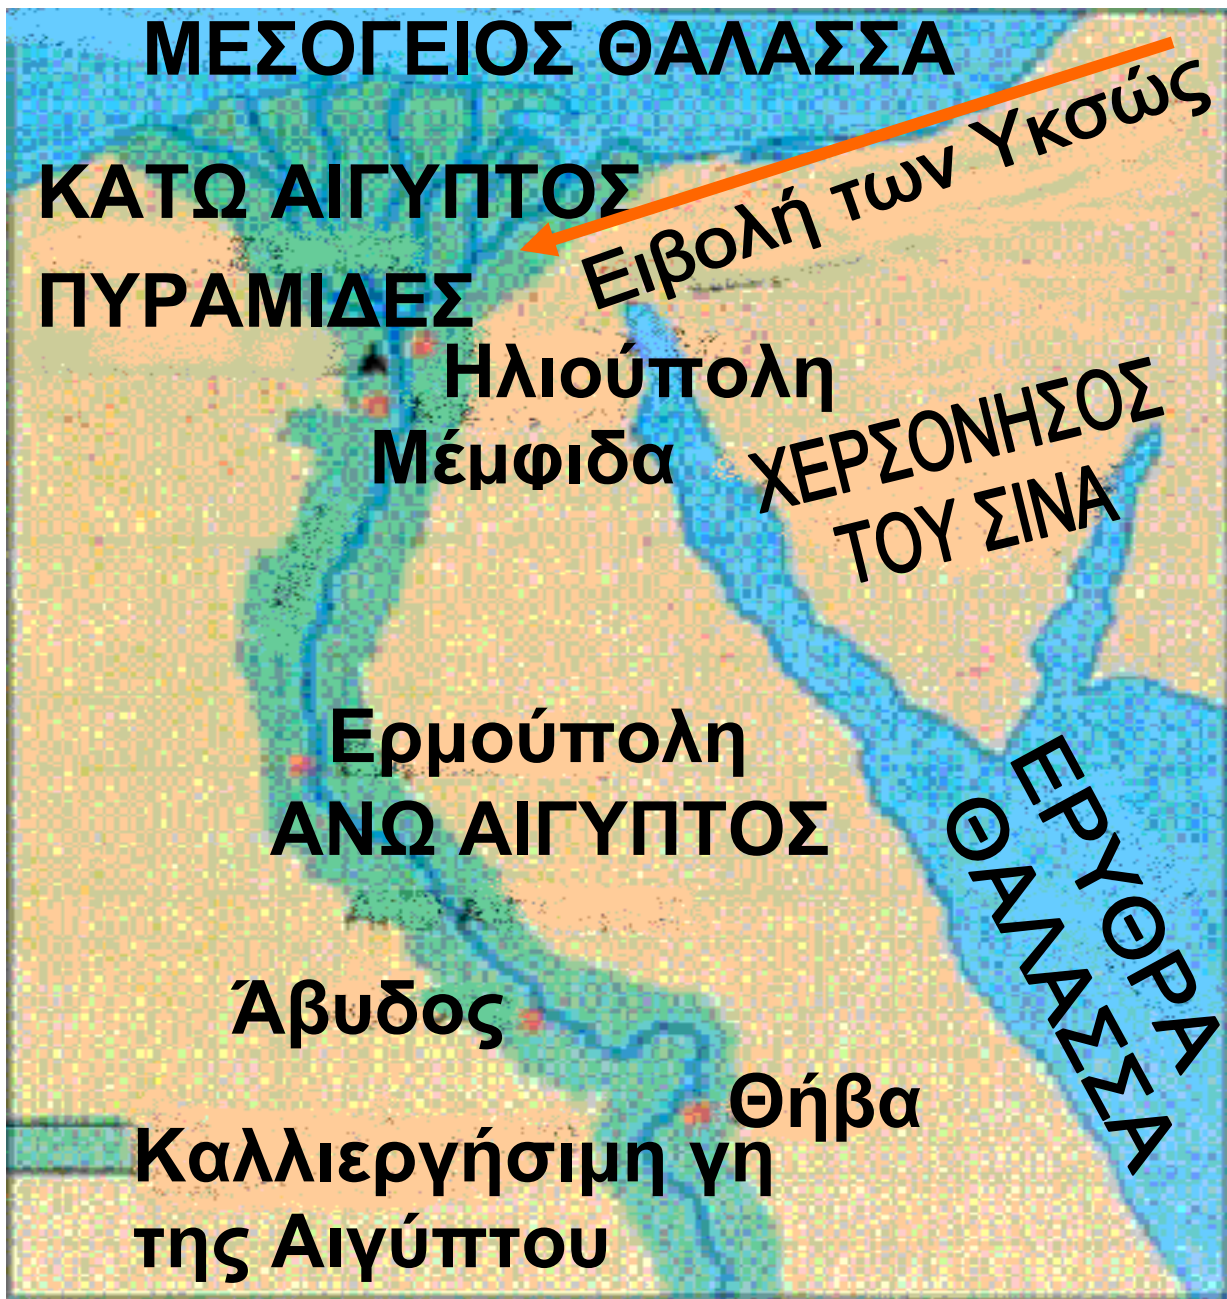 ΜΕΣΟΓΕΙΟΣ ΘΑΛΑΣΣΑ
Ειβολή των Υκσώς
ΚΑΤΩ ΑΙΓΥΠΤΟΣ
ΠΥΡΑΜΙΔΕΣ
Ηλιούπολη
Μέμφιδα
ΧΕΡΣΟΝΗΣΟΣ
ΤΟΥ ΣΙΝΑ
Ερμούπολη
ΑΝΩ ΑΙΓΥΠΤΟΣ
ΕΡΥΘΡΑ
ΘΑΛΑΣΣΑ
Άβυδος
Θήβα
Καλλιεργήσιμη γη
της Αιγύπτου